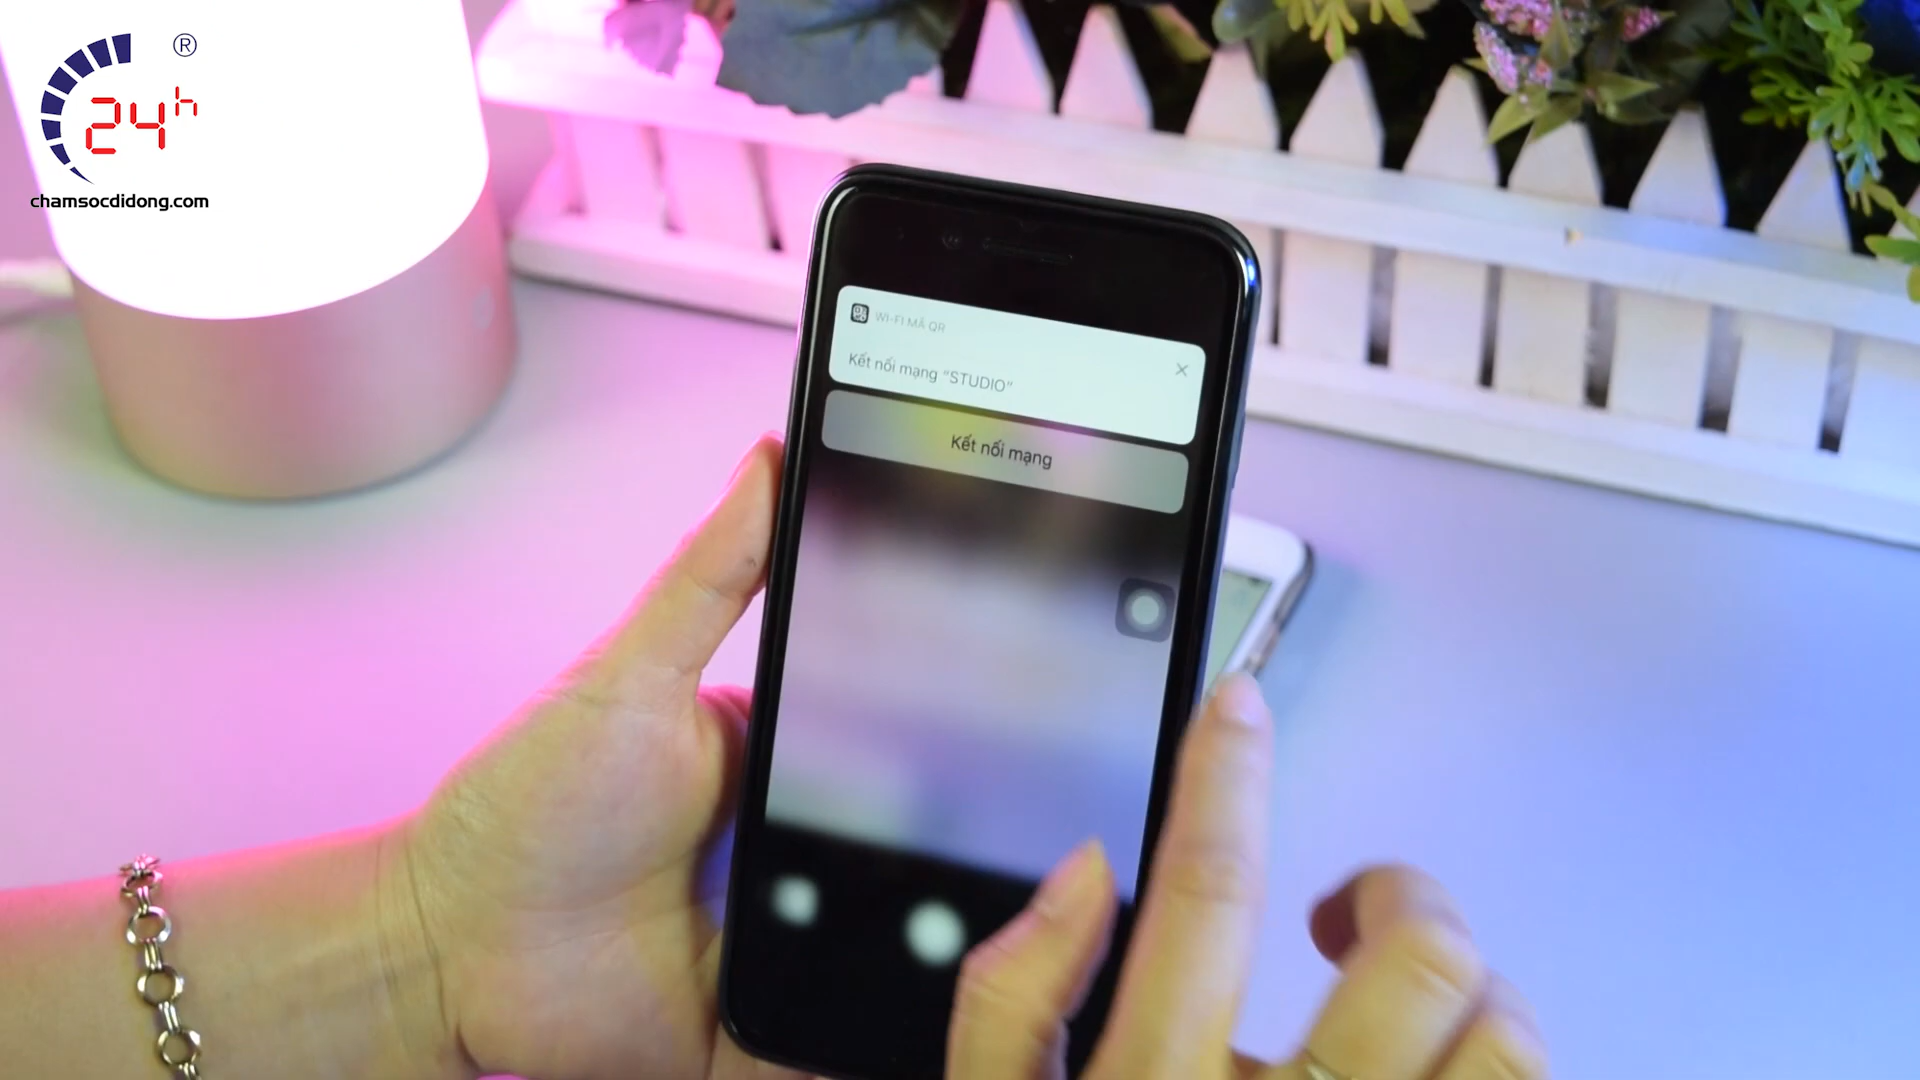 ®
24h
chamsocdidong.com
WI-FI MÃ QR
Kết nối mạng "STUDIO"
Kết nối mạng